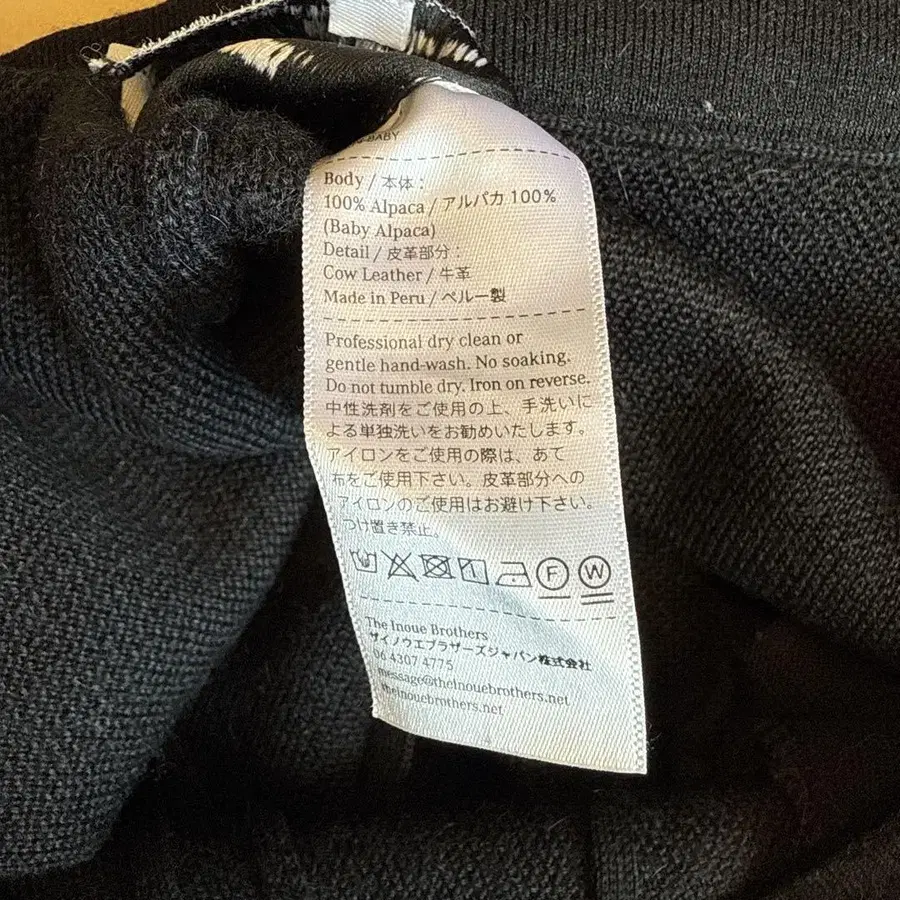 BABY
Body / 本体 :
100% Alpaca / アルパカ 100%
(Baby Alpaca)
Detail / 皮革部分 :
Cow Leather / 牛革
Made in Peru / ペルー製
Professional dry clean or
gentle hand-wash. No soaking.
Do not tumble dry. Iron on reverse.
中性洗剤をご使用の上、手洗いに
よる単独洗いをお勧めいたします。
アイロンをご使用の際は、あて
布をご使用下さい。皮革部分への
アイロンのご使用はお避け下さい。
つけ置き禁止。
F W
The Inoue Brothers
ザイノウエブラザーズジャパン株式会社
06 4307 4775
message@theinouebrothers.net
theinouebrothers.net